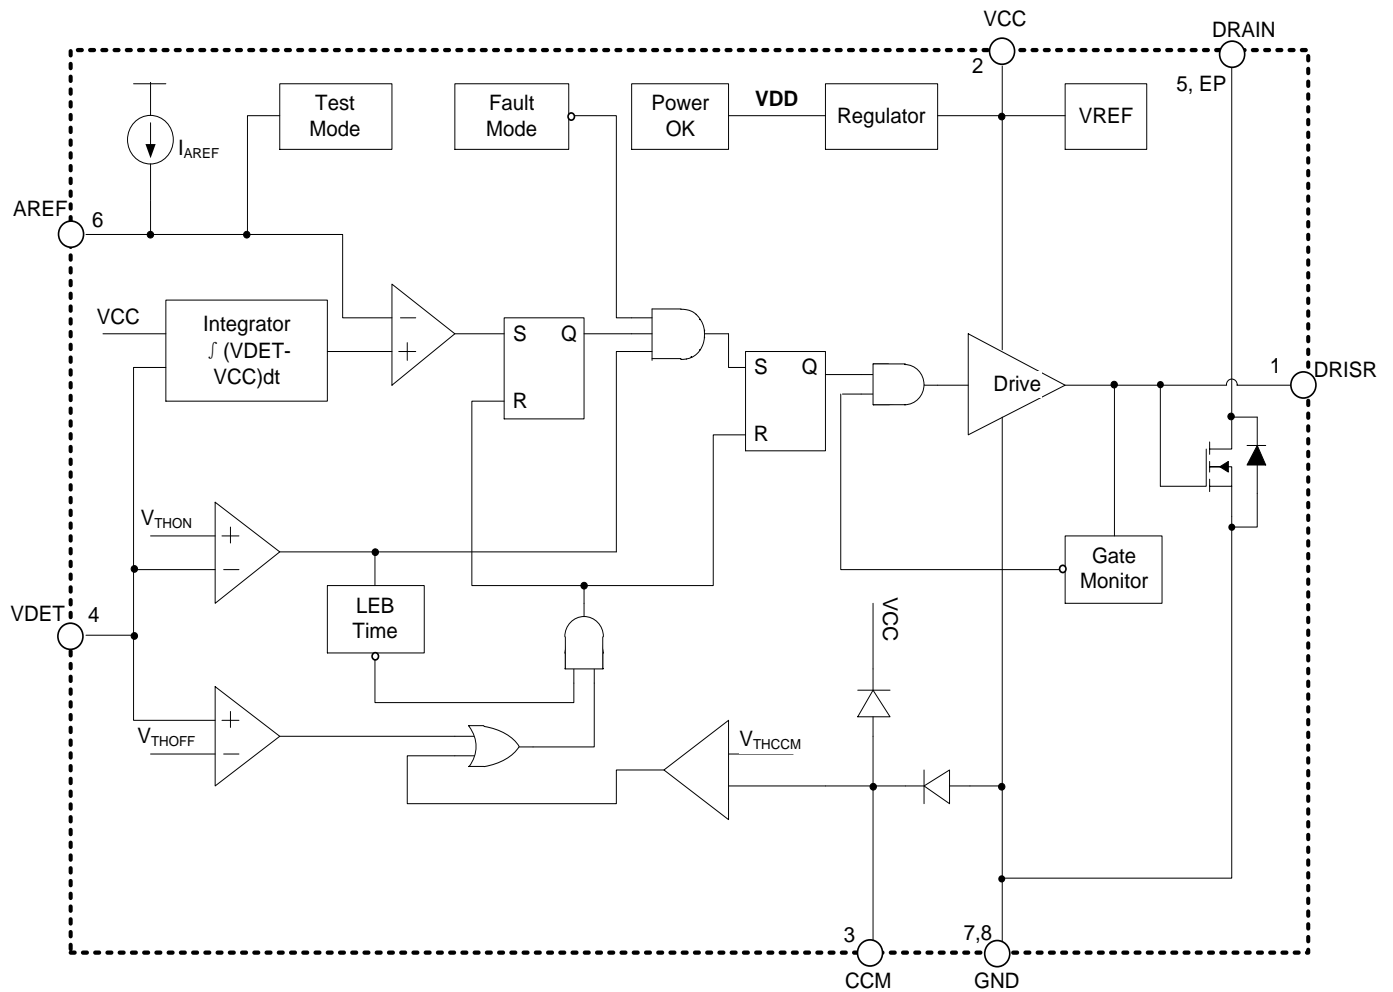 VCC
DRAIN
2
5, EP
Test
Mode
Fault
Mode
Power
OK
VDD
Regulator
VREF
IAREF
AREF
6
VCC
Integrator
∫ (VDET-
VCC)dt
−
+
S
Q
R
S
Q
R
Drive
1
DRISR
VTHON
+
−
Gate
Monitor
LEB
Time
VDET
4
VCC
+
VTHOFF
−
VTHCCM
3
7,8
CCM
GND